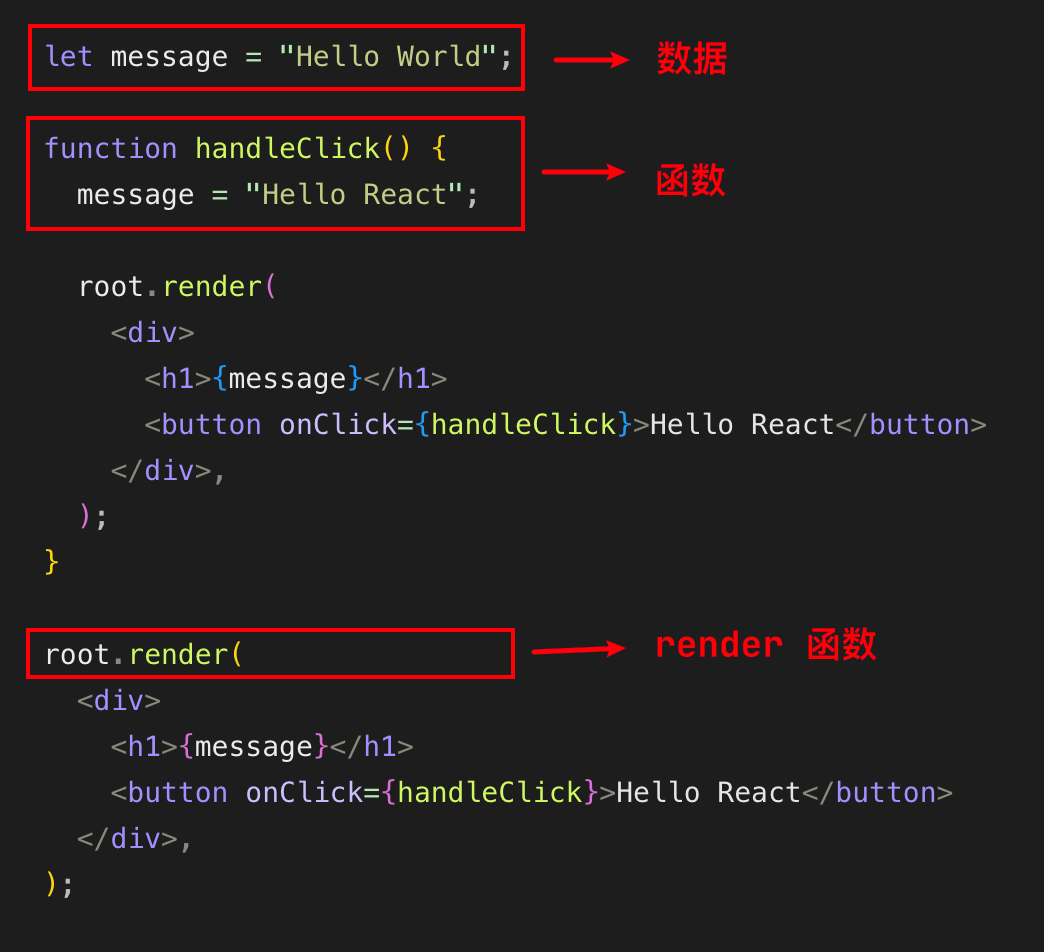 let message = "Hello World"; 数据
function handleClick() { 函数
message = "Hello React";
root.render(
<div>
<h1>{message}</h1>
<button onClick={handleClick}>Hello React</button>
</div>,
);
}
root.render( render 函数
<div>
<h1>{message}</h1>
<button onClick={handleClick}>Hello React</button>
</div>,
);